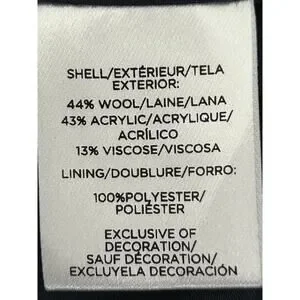 SHELL/EXTÉRIEUR/TELA
EXTERIOR:
44% WOOL/LAINE/LANA
43% ACRYLIC/ACRYLIQUE/
ACRÍLICO
13% VISCOSE/VISCOSA
LINING/DOUBLURE/FORRO:
100%POLYESTER/
POLIÉSTER
EXCLUSIVE OF
DECORATION/
SAUF DÉCORATION/
EXCLUYELA DECORACIÓN